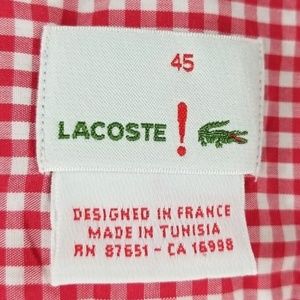 45
LACOSTE !
DESIGNED IN FRANCE
MADE IN TUNISIA
RN 87651 - CA 16998